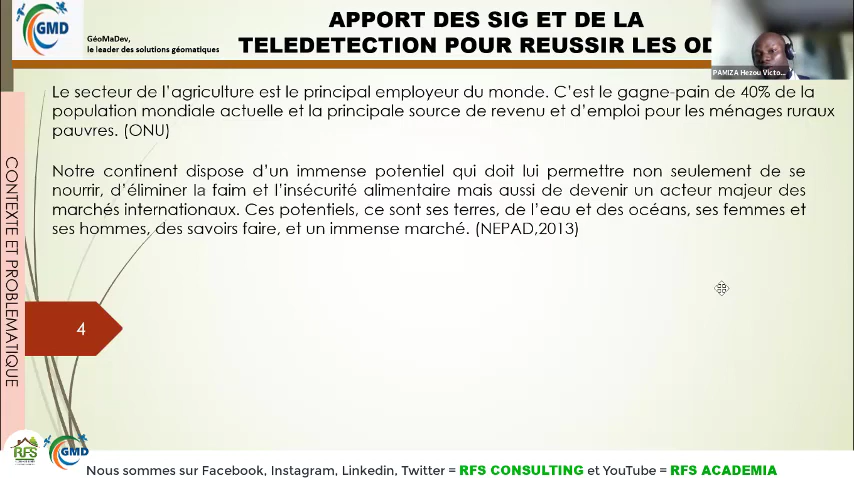 GMD
GéoMaDev,
le leader des solutions géomatiques
APPORT DES SIG ET DE LA
TELEDETECTION POUR REUSSIR LES OD
PAMIZA Hezou Victo...
Le secteur de l'agriculture est le principal employeur du monde. C'est le gagne-pain de 40% de la
population mondiale actuelle et la principale source de revenu et d'emploi pour les ménages ruraux
pauvres. (ONU)
Notre continent dispose d'un immense potentiel qui doit lui permettre non seulement de se
nourrir, d'éliminer la faim et l'insécurité alimentaire mais aussi de devenir un acteur majeur des
marchés internationaux. Ces potentiels, ce sont ses terres, de l'eau et des océans, ses femmes et
ses hommes, des savoirs faire, et un immense marché. (NEPAD,2013)
CONTEXTE ET PROBLEMATIQUE
4
RFS
GMD
Nous sommes sur Facebook, Instagram, Linkedin, Twitter = RFS CONSULTING et YouTube = RFS ACADEMIA